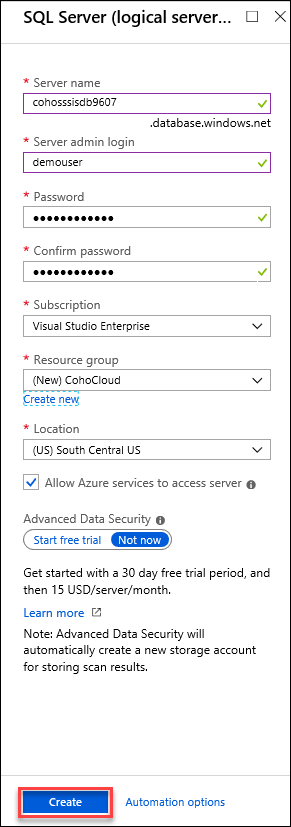 SQL Server (logical server...
* Server name
cohosssisdb9607
.database.windows.net
* Server admin login
demouser
* Password
●●●●●●●●●●●●
* Confirm password
●●●●●●●●●●●●
* Subscription
Visual Studio Enterprise
* Resource group
(New) CohoCloud
Create new
* Location
(US) South Central US
Allow Azure services to access server
Advanced Data Security
Start free trial Not now
Get started with a 30 day free trial period, and
then 15 USD/server/month.
Learn more
Note: Advanced Data Security will
automatically create a new storage account
for storing scan results.
Create Automation options